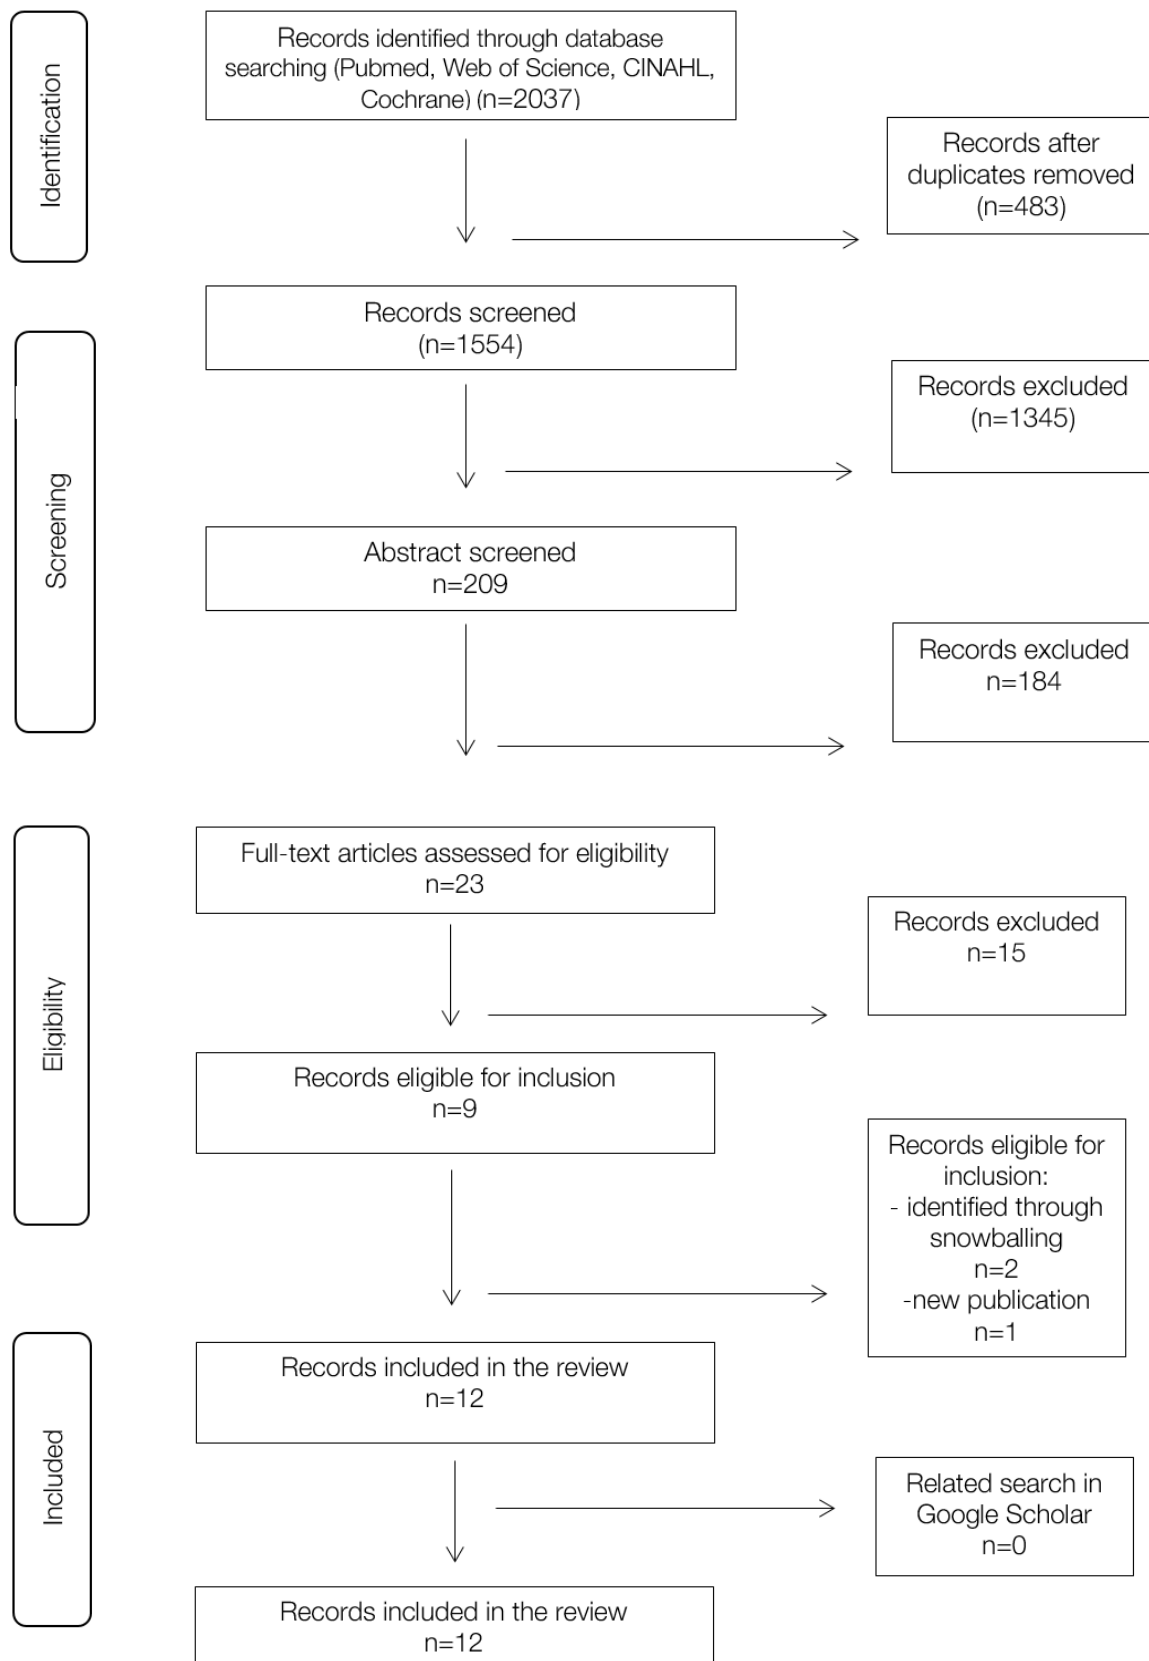 Identification
Records identified through database
searching (Pubmed, Web of Science, CINAHL,
Cochrane) (n=2037)
Records after
duplicates removed
(n=483)
Records screened
(n=1554)
Screening
Records excluded
(n=1345)
Abstract screened
n=209
Records excluded
n=184
Eligibility
Full-text articles assessed for eligibility
n=23
Records excluded
n=15
Records eligible for inclusion
n=9
Records eligible for
inclusion:
- identified through
snowballing
n=2
-new publication
n=1
Included
Records included in the review
n=12
Related search in
Google Scholar
n=0
Records included in the review
n=12